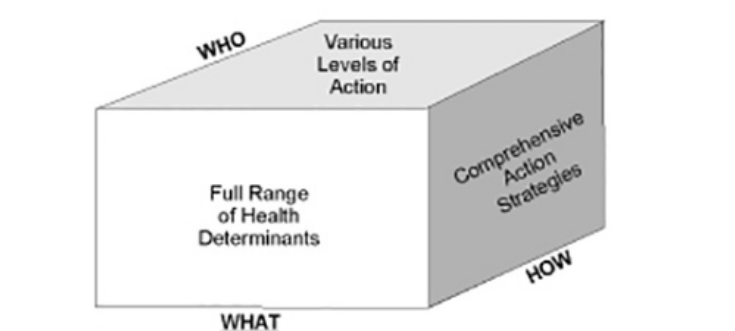 WHO
Various
Levels of
Action
Comprehensive
Action
Strategies
Full Range
of Health
Determinants
HOW
WHAT